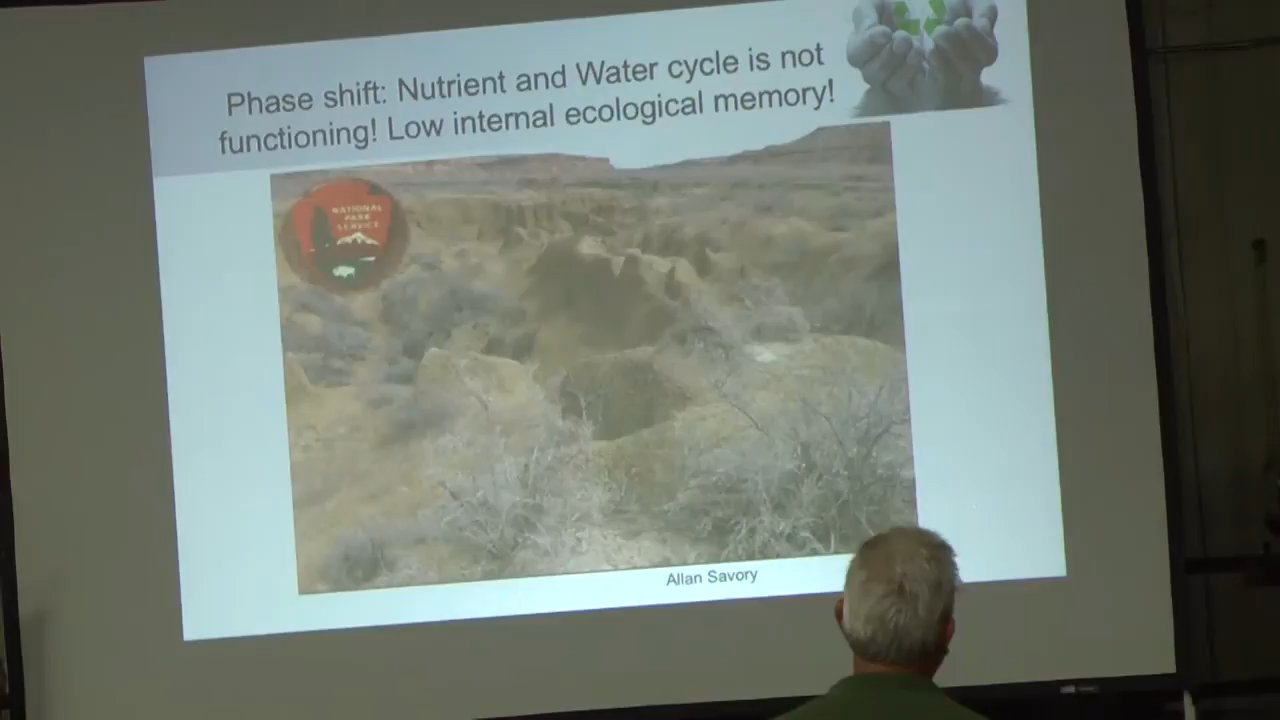 Phase shift: Nutrient and Water cycle is not
functioning! Low internal ecological memory!
NATIONAL
PARK
SERVICE
Allan Savory